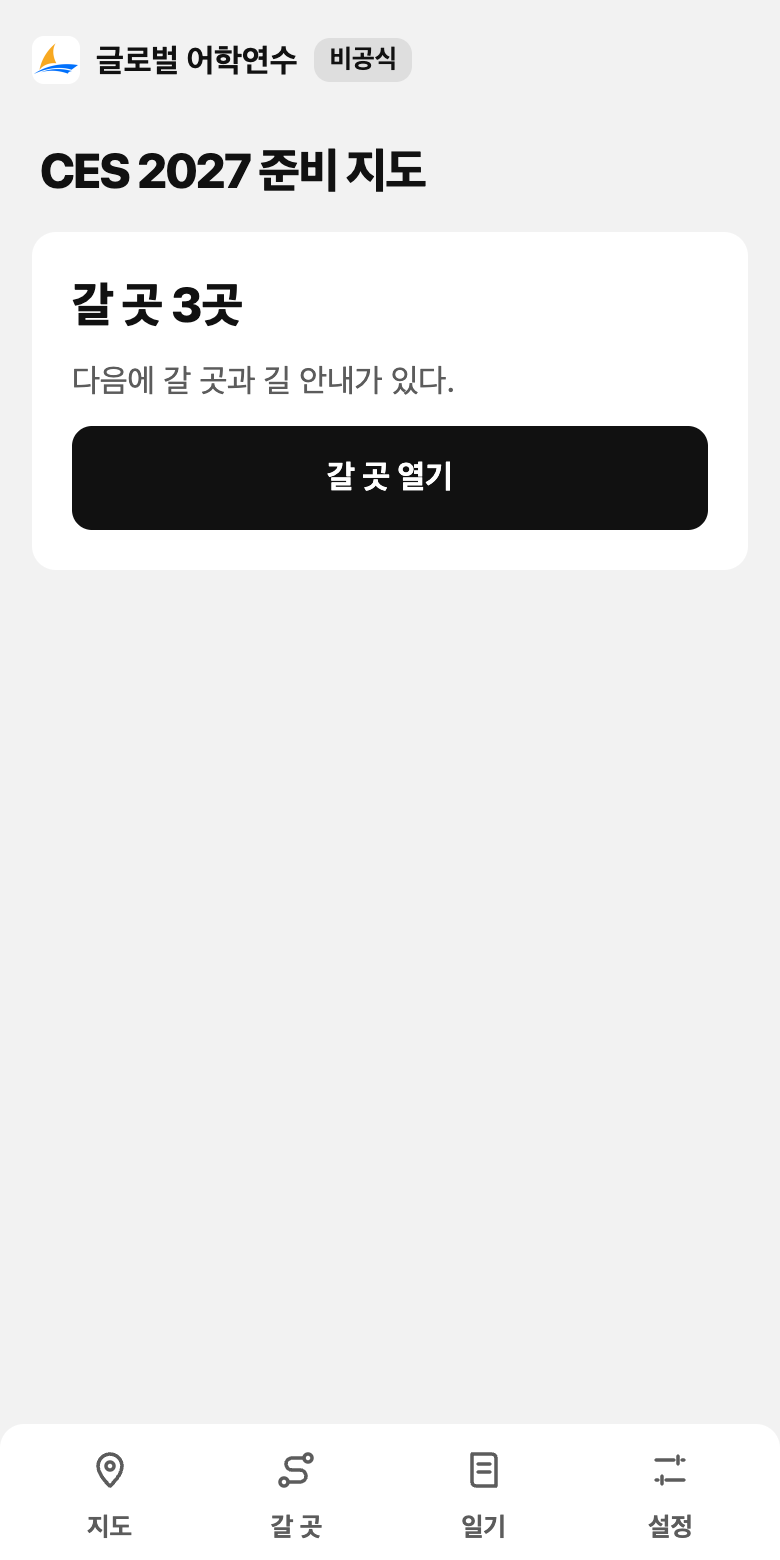 글로벌 어학연수 비공식
CES 2027 준비 지도
갈 곳 3곳
다음에 갈 곳과 길 안내가 있다.
갈 곳 열기
지도 갈 곳 일기 설정